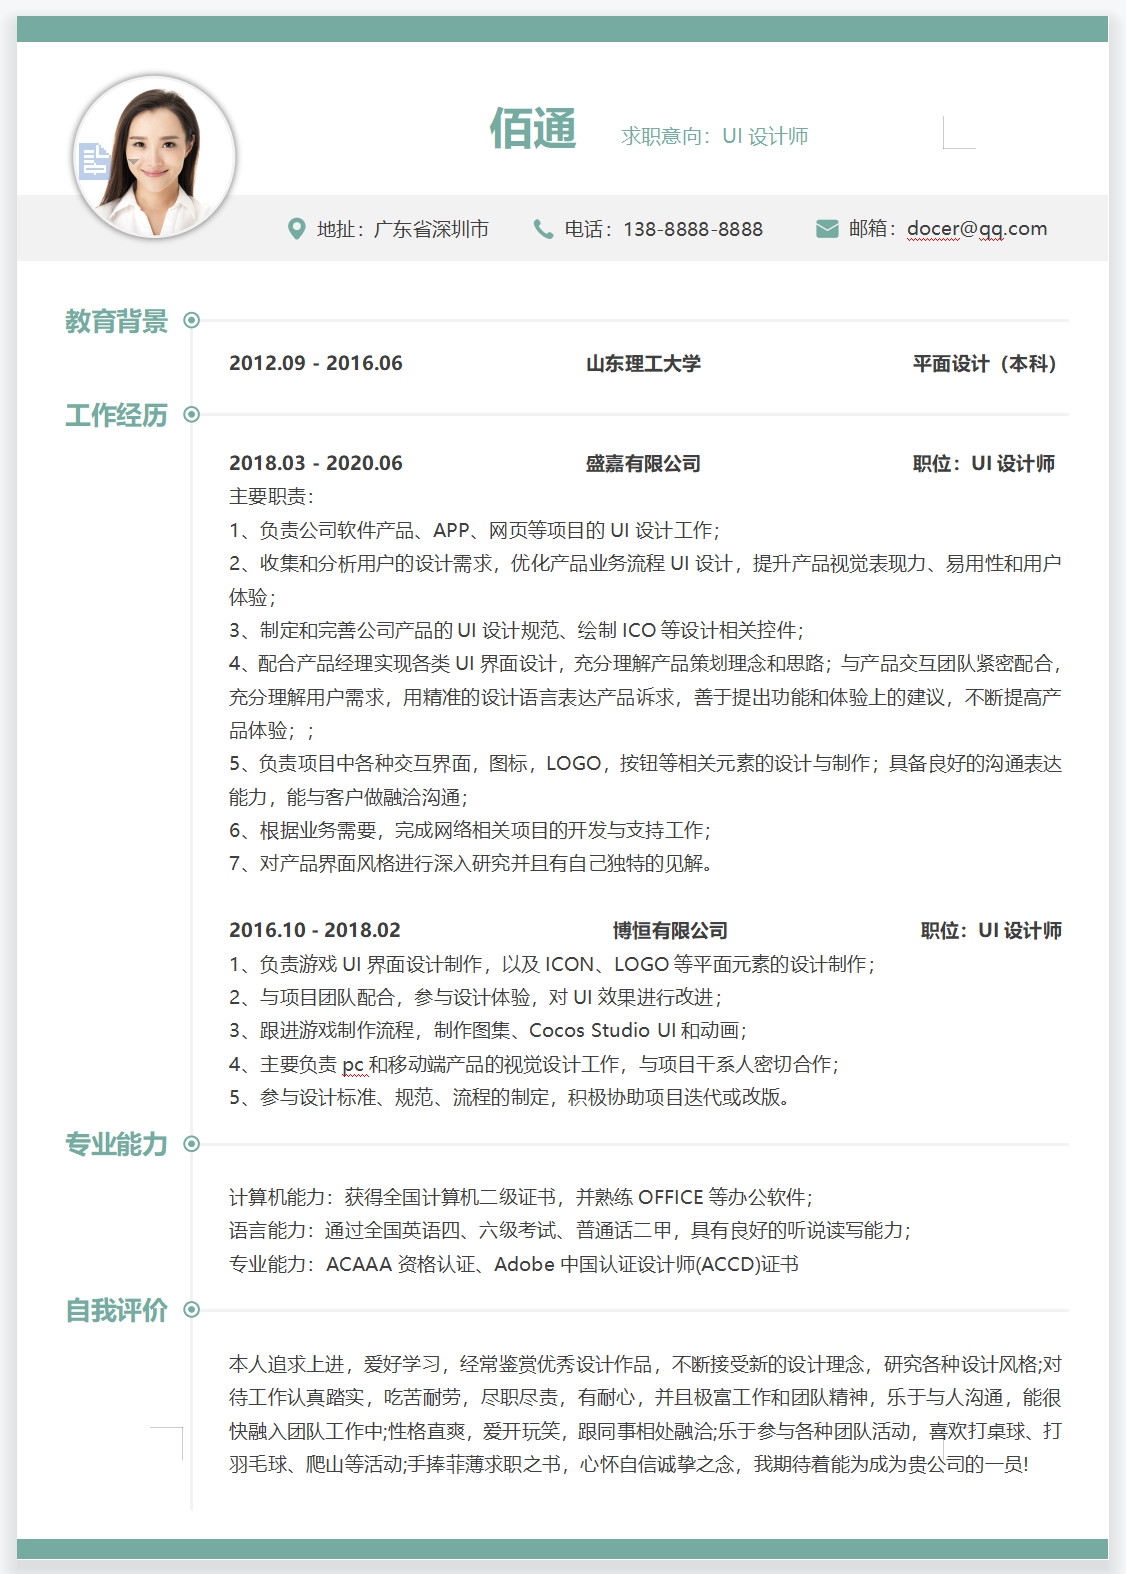 佰通 求职意向：UI 设计师
地址：广东省深圳市 电话：138-8888-8888 邮箱：docer@qq.com
教育背景
2012.09 - 2016.06 山东理工大学 平面设计（本科）
工作经历
2018.03 - 2020.06 盛嘉有限公司 职位：UI 设计师
主要职责：
1、负责公司软件产品、APP、网页等项目的 UI 设计工作；
2、收集和分析用户的设计需求，优化产品业务流程 UI 设计，提升产品视觉表现力、易用性和用户
体验；
3、制定和完善公司产品的 UI 设计规范、绘制 ICO 等设计相关控件；
4、配合产品经理实现各类 UI 界面设计，充分理解产品策划理念和思路；与产品交互团队紧密配合，
充分理解用户需求，用精准的设计语言表达产品诉求，善于提出功能和体验上的建议，不断提高产
品体验；；
5、负责项目中各种交互界面，图标，LOGO，按钮等相关元素的设计与制作；具备良好的沟通表达
能力，能与客户做融洽沟通；
6、根据业务需要，完成网络相关项目的开发与支持工作；
7、对产品界面风格进行深入研究并且有自己独特的见解。
2016.10 - 2018.02 博恒有限公司 职位：UI 设计师
1、负责游戏 UI 界面设计制作，以及 ICON、LOGO 等平面元素的设计制作；
2、与项目团队配合，参与设计体验，对 UI 效果进行改进；
3、跟进游戏制作流程，制作图集、Cocos Studio UI 和动画；
4、主要负责 pc 和移动端产品的视觉设计工作，与项目干系人密切合作；
5、参与设计标准、规范、流程的制定，积极协助项目迭代或改版。
专业能力
计算机能力：获得全国计算机二级证书，并熟练 OFFICE 等办公软件；
语言能力：通过全国英语四、六级考试、普通话二甲，具有良好的听说读写能力；
专业能力：ACAAA 资格认证、Adobe 中国认证设计师(ACCD)证书
自我评价
本人追求上进，爱好学习，经常鉴赏优秀设计作品，不断接受新的设计理念，研究各种设计风格;对
待工作认真踏实，吃苦耐劳，尽职尽责，有耐心，并且极富工作和团队精神，乐于与人沟通，能很
快融入团队工作中;性格直爽，爱开玩笑，跟同事相处融洽;乐于参与各种团队活动，喜欢打桌球、打
羽毛球、爬山等活动;手捧菲薄求职之书，心怀自信诚挚之念，我期待着能为成为贵公司的一员!